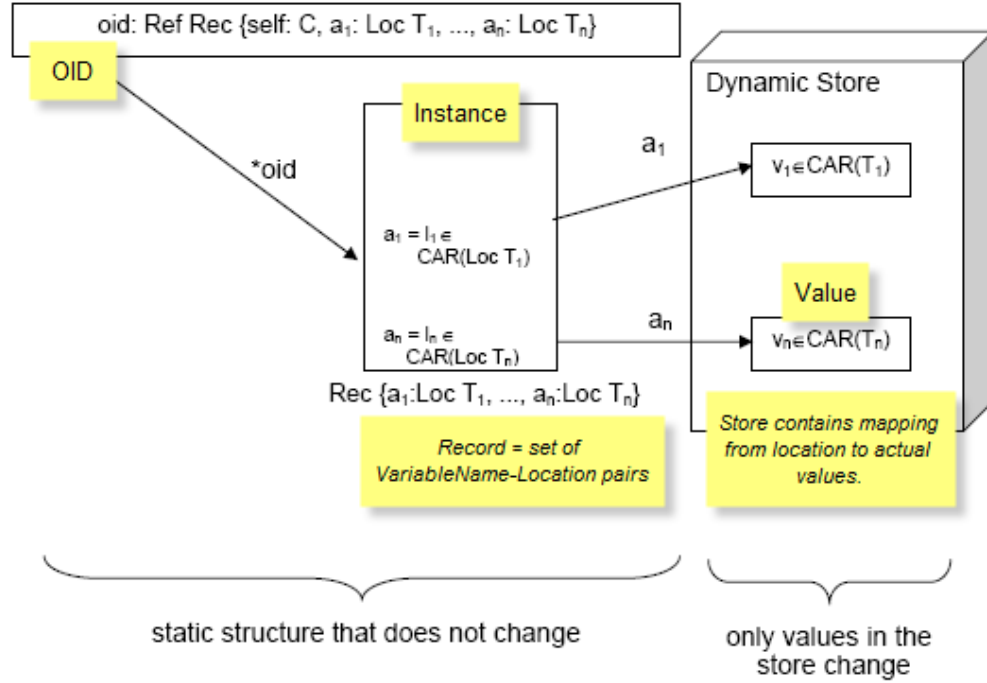 oid: Ref Rec {self: C, a₁: Loc T₁, ..., aₙ: Loc Tₙ}
OID
Dynamic Store
Instance
a₁
v₁∈CAR(T₁)
*oid
a₁ = l₁ ∈
CAR(Loc T₁)
Value
aₙ
aₙ = lₙ ∈
CAR(Loc Tₙ)
vₙ∈CAR(Tₙ)
Rec {a₁:Loc T₁, ..., aₙ:Loc Tₙ}
Record = set of
VariableName-Location pairs
Store contains mapping
from location to actual
values.
static structure that does not change
only values in the
store change